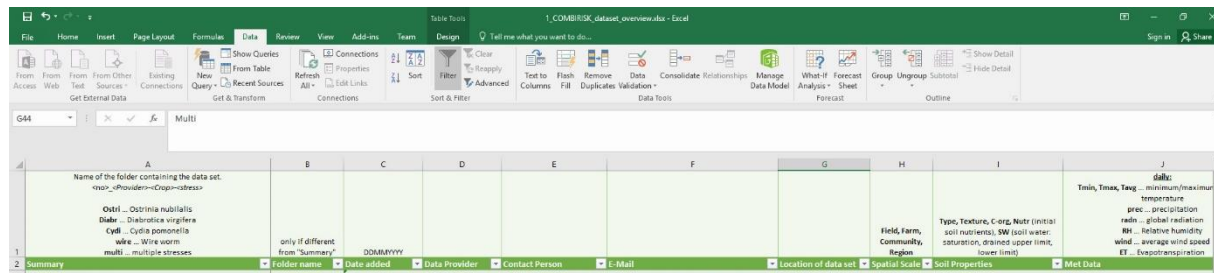 Table Tools
1_COMBIRISK_dataset_overview.xlsx - Excel
File Home Insert Page Layout Formulas Data Review View Add-ins Team Design Tell me what you want to do... Sign in Share
From Access
From Web
From Text
From Other Sources
Existing Connections
Get External Data
New Query
Show Queries
From Table
Recent Sources
Get & Transform
Refresh All
Connections
Properties
Edit Links
Connections
Sort
Filter
Clear
Reapply
Advanced
Sort & Filter
Text to Columns
Flash Fill
Remove Duplicates
Data Validation
Consolidate
Relationships
Manage Data Model
Data Tools
What-If Analysis
Forecast Sheet
Forecast
Group
Ungroup
Subtotal
Show Detail
Hide Detail
Outline
G44 fx Multi
A B C D E F G H I J
1
Name of the folder containing the data set.
<no>_<Provider>-<Crop>-<stress>
Ostri ... Ostrinia nubilalis
Diabr ... Diabrotica virgifera
Cydi ... Cydia pomonella
wire ... Wire worm
multi ... multiple stresses
only if different
from "Summary"
DDMMYYYY
Field, Farm,
Community,
Region
Type, Texture, C-org, Nutr (initial
soil nutrients), SW (soil water:
saturation, drained upper limit,
lower limit)
daily:
Tmin, Tmax, Tavg ... minimum/maximum
temperature
prec ... precipitation
radn ... global radiation
RH ... Relative humidity
wind ... average wind speed
ET ... Evapotranspiration
2 Summary Folder name Date added Data Provider Contact Person E-Mail Location of data set Spatial Scale Soil Properties Met Data